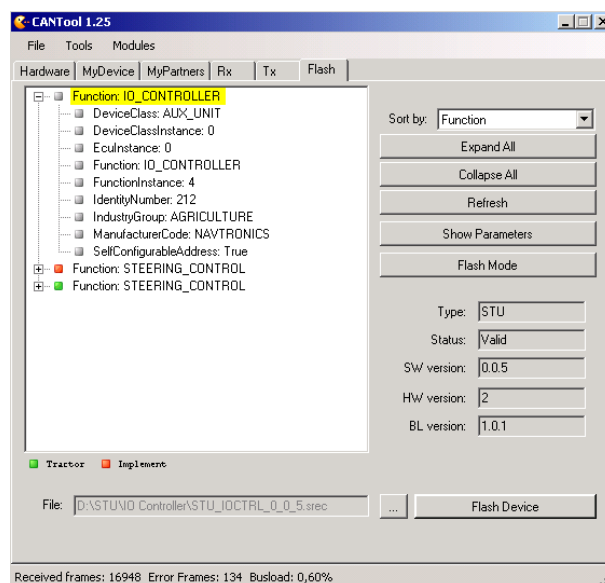 CANTool 1.25
File Tools Modules
Hardware MyDevice MyPartners Rx Tx Flash
Function: IO_CONTROLLER
DeviceClass: AUX_UNIT
DeviceClassInstance: 0
EcuInstance: 0
Function: IO_CONTROLLER
FunctionInstance: 4
IdentityNumber: 212
IndustryGroup: AGRICULTURE
ManufacturerCode: NAVTRONICS
SelfConfigurableAddress: True
Function: STEERING_CONTROL
Function: STEERING_CONTROL
Sort by: Function
Expand All
Collapse All
Refresh
Show Parameters
Flash Mode
Type: STU
Status: Valid
SW version: 0.0.5
HW version: 2
BL version: 1.0.1
Tractor Implement
File: D:\STU\IO Controller\STU_IOCTRL_0_0_5.srec ... Flash Device
Received frames: 16948 Error Frames: 134 Busload: 0,60%